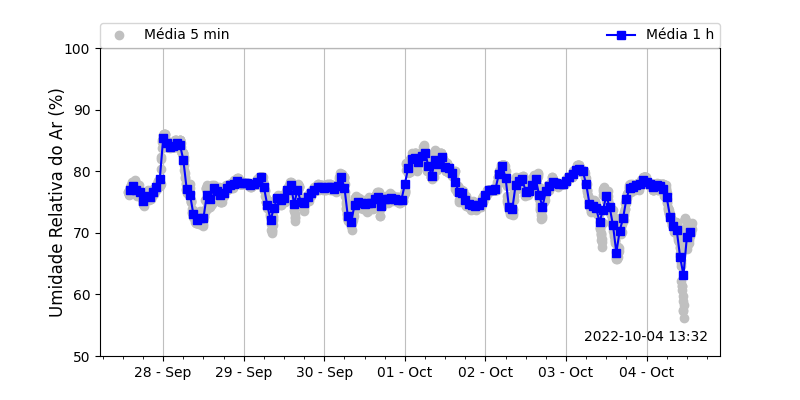 Média 5 min
Média 1 h
Umidade Relativa do Ar (%)
100
90
80
70
60
50
2022-10-04 13:32
28 - Sep
29 - Sep
30 - Sep
01 - Oct
02 - Oct
03 - Oct
04 - Oct